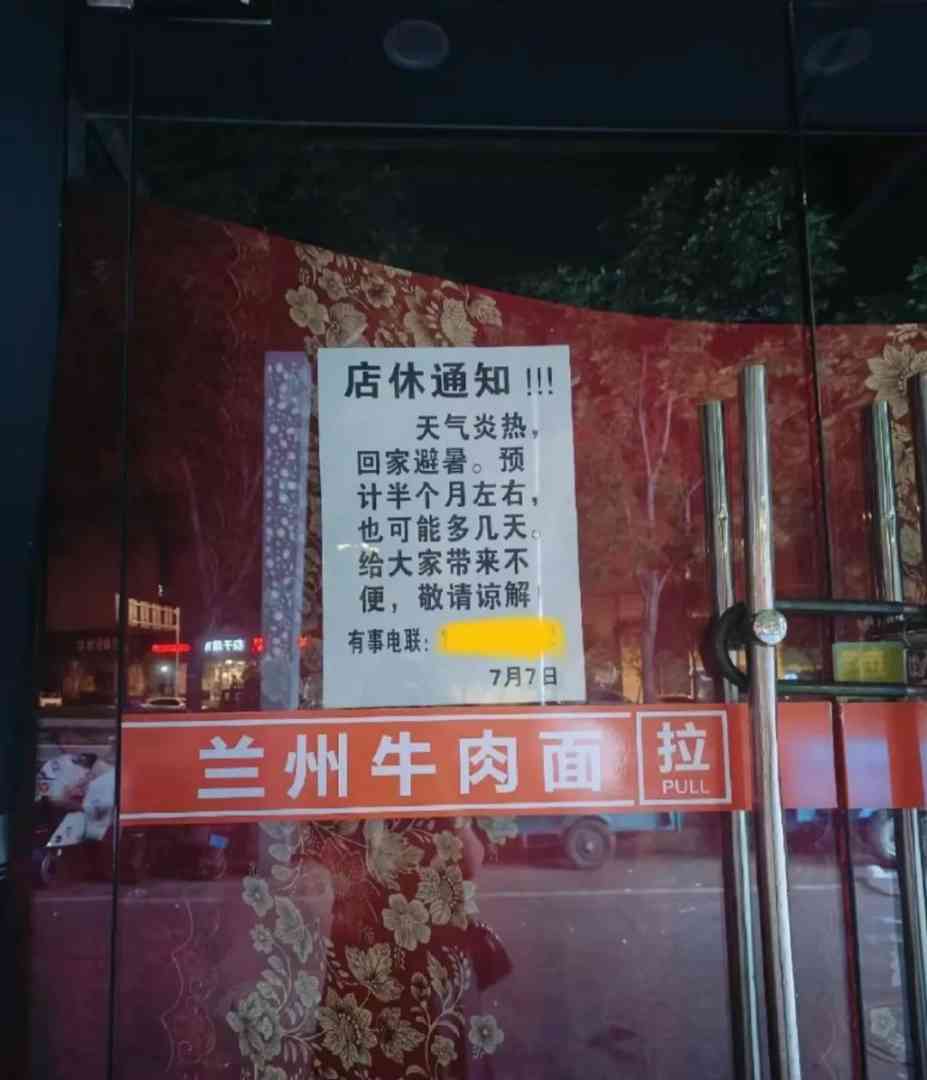 店休通知!!!
天气炎热，
回家避暑。预
计半个月左右，
也可能多几天。
给大家带来不
便，敬请谅解!
有事电联：
7月7日
兰州牛肉面
拉
PULL